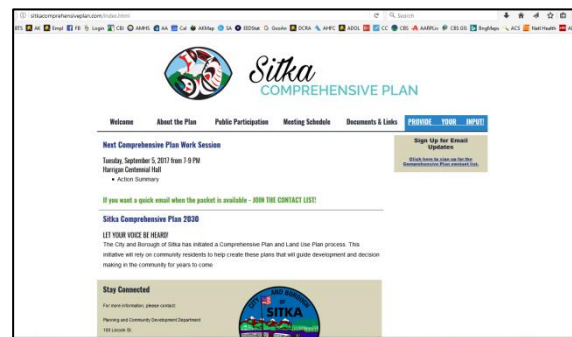 sitkacomprehensiveplan.com/index.html
Search
Sitka
COMPREHENSIVE PLAN
Welcome About the Plan Public Participation Meeting Schedule Documents & Links PROVIDE YOUR INPUT!
Next Comprehensive Plan Work Session
Tuesday, September 5, 2017 from 7-9 PM
Harrigan Centennial Hall
• Action Summary
If you want a quick email when the packet is available - JOIN THE CONTACT LIST!
Sign Up for Email
Updates
Click here to sign up for the
Comprehensive Plan contact list.
Sitka Comprehensive Plan 2030
LET YOUR VOICE BE HEARD!
The City and Borough of Sitka has initiated a Comprehensive Plan and Land Use Plan process. This
initiative will rely on community residents to help create these plans that will guide development and decision
making in the community for years to come.
Stay Connected
For more information, please contact:
Planning and Community Development Department
100 Lincoln St.
CITY AND BOROUGH
OF
SITKA